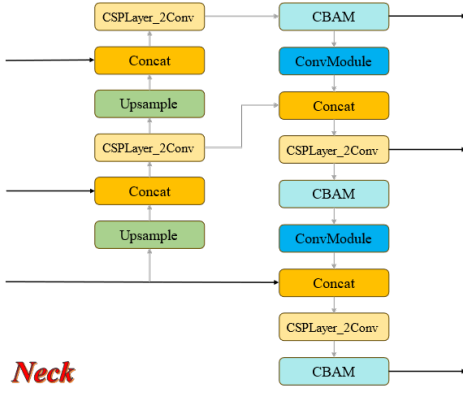 CSPLayer_2Conv
CBAM
Concat
ConvModule
Upsample
Concat
CSPLayer_2Conv
CSPLayer_2Conv
Concat
CBAM
Upsample
ConvModule
Concat
CSPLayer_2Conv
Neck
CBAM